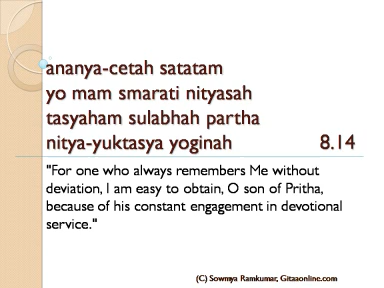 ananya-cetah satatam
yo mam smarati nityasah
tasyaham sulabhah partha
nitya-yuktasya yoginah 8.14
"For one who always remembers Me without
deviation, I am easy to obtain, O son of Pritha,
because of his constant engagement in devotional
service."
(C) Sowmya Ramkumar, Gitaaonline.com